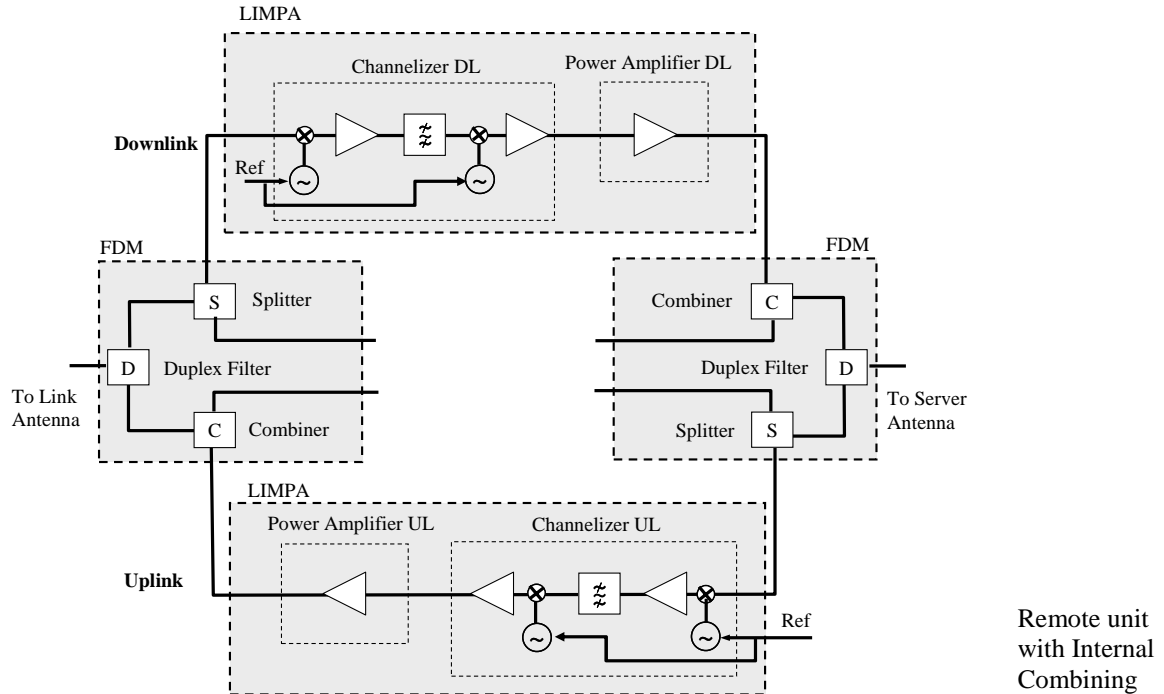 LIMPA
Channelizer DL
Power Amplifier DL
Downlink
Ref
~
~
FDM
FDM
S
Splitter
Combiner
C
D
Duplex Filter
Duplex Filter
D
To Link
Antenna
To Server
Antenna
C
Combiner
Splitter
S
LIMPA
Power Amplifier UL
Channelizer UL
Uplink
~
~
Ref
Remote unit
with Internal
Combining